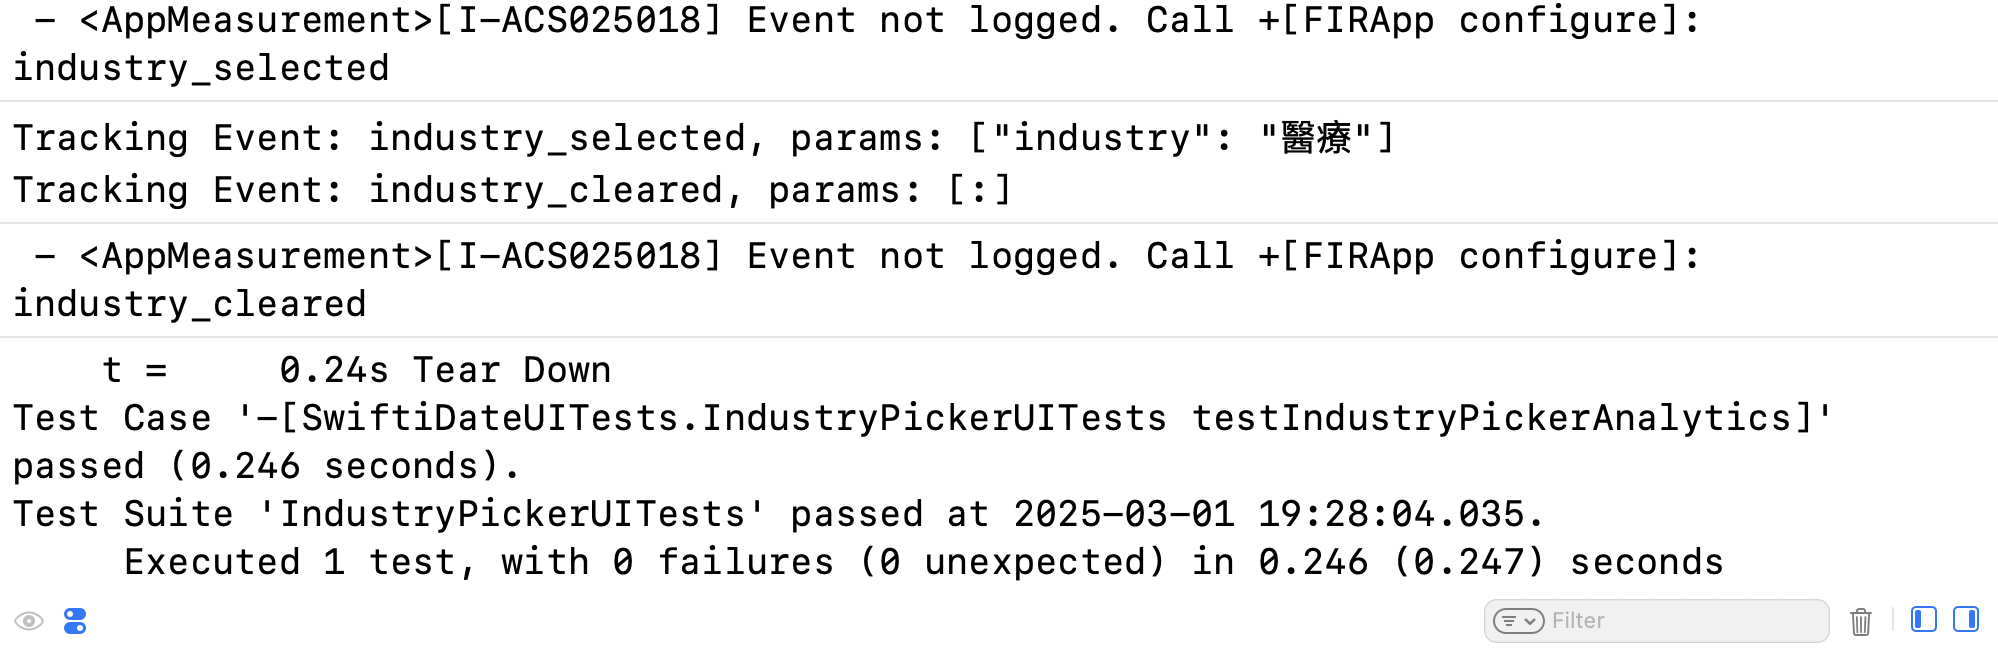 - <AppMeasurement>[I-ACS025018] Event not logged. Call +[FIRApp configure]:
industry_selected
Tracking Event: industry_selected, params: ["industry": "醫療"]
Tracking Event: industry_cleared, params: [:]
- <AppMeasurement>[I-ACS025018] Event not logged. Call +[FIRApp configure]:
industry_cleared
t =     0.24s Tear Down
Test Case '-[SwiftiDateUITests.IndustryPickerUITests testIndustryPickerAnalytics]'
passed (0.246 seconds).
Test Suite 'IndustryPickerUITests' passed at 2025-03-01 19:28:04.035.
Executed 1 test, with 0 failures (0 unexpected) in 0.246 (0.247) seconds
Filter